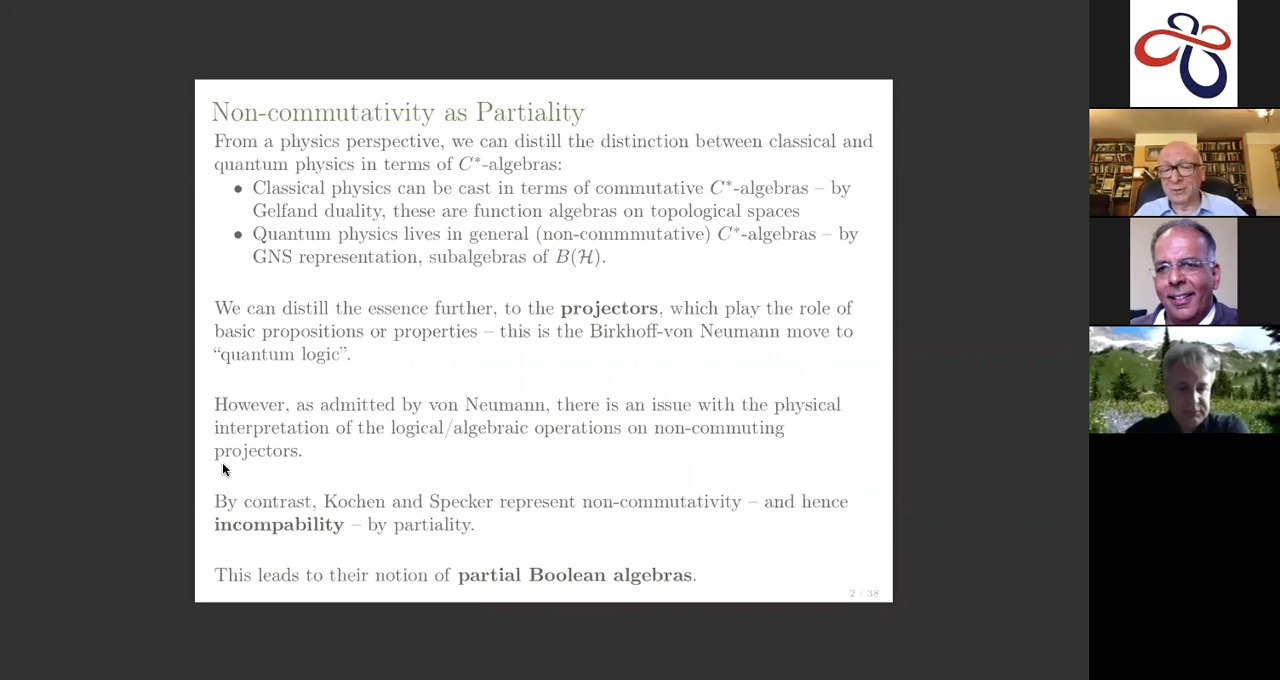 Non-commutativity as Partiality
From a physics perspective, we can distill the distinction between classical and
quantum physics in terms of C*-algebras:
• Classical physics can be cast in terms of commutative C*-algebras – by
Gelfand duality, these are function algebras on topological spaces
• Quantum physics lives in general (non-commmutative) C*-algebras – by
GNS representation, subalgebras of B(ℋ).
We can distill the essence further, to the projectors, which play the role of
basic propositions or properties – this is the Birkhoff-von Neumann move to
“quantum logic”.
However, as admitted by von Neumann, there is an issue with the physical
interpretation of the logical/algebraic operations on non-commuting
projectors.
By contrast, Kochen and Specker represent non-commutativity – and hence
incompability – by partiality.
This leads to their notion of partial Boolean algebras.
2 / 38